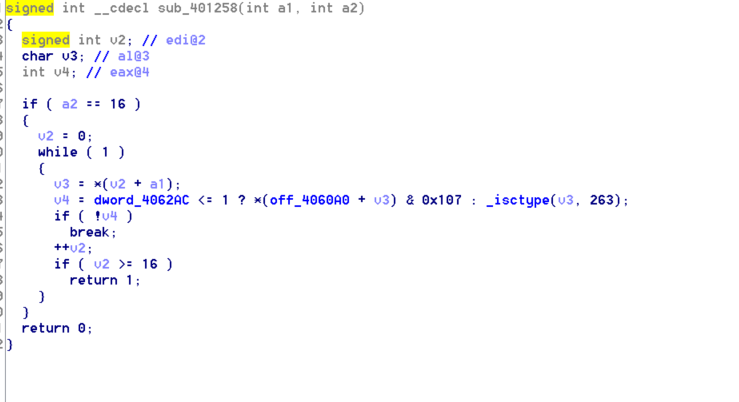 signed int __cdecl sub_401258(int a1, int a2)
{
  signed int v2; // edi@2
  char v3; // al@3
  int v4; // eax@4

  if ( a2 == 16 )
  {
    v2 = 0;
    while ( 1 )
    {
      v3 = *(v2 + a1);
      v4 = dword_4062AC <= 1 ? *(off_4060A0 + v3) & 0x107 : _isctype(v3, 263);
      if ( !v4 )
        break;
      ++v2;
      if ( v2 >= 16 )
        return 1;
    }
  }
  return 0;
}